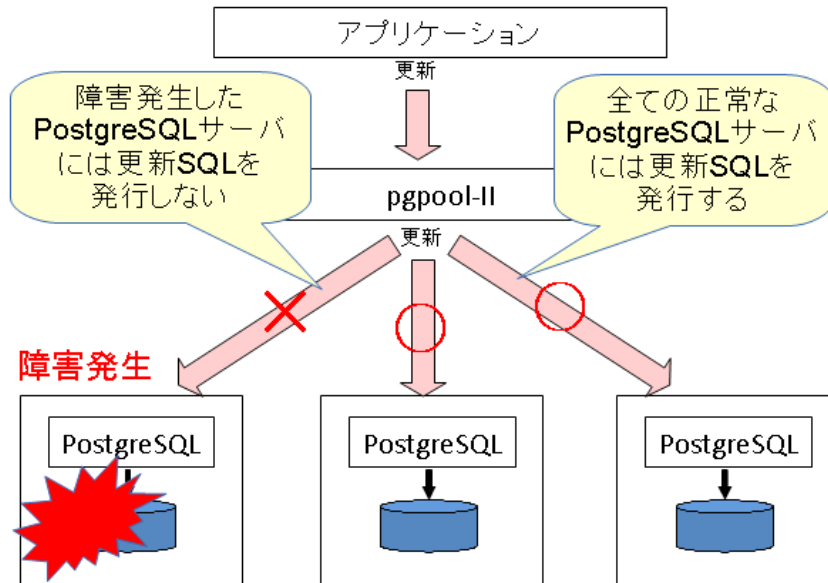 アプリケーション
更新
障害発生した
PostgreSQLサーバ
には更新SQLを
発行しない
全ての正常な
PostgreSQLサーバ
には更新SQLを
発行する
pgpool-II
更新
障害発生
PostgreSQL
PostgreSQL
PostgreSQL